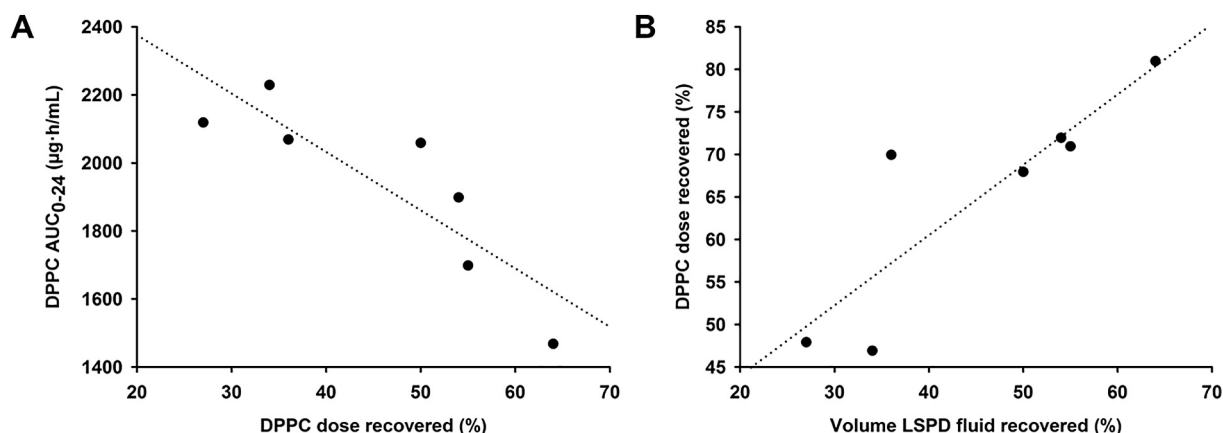 A
DPPC AUC0-24 (µg·h/mL)
2400
2200
2000
1800
1600
1400
20 30 40 50 60 70
DPPC dose recovered (%)
B
DPPC dose recovered (%)
85
80
75
70
65
60
55
50
45
20 30 40 50 60 70
Volume LSPD fluid recovered (%)